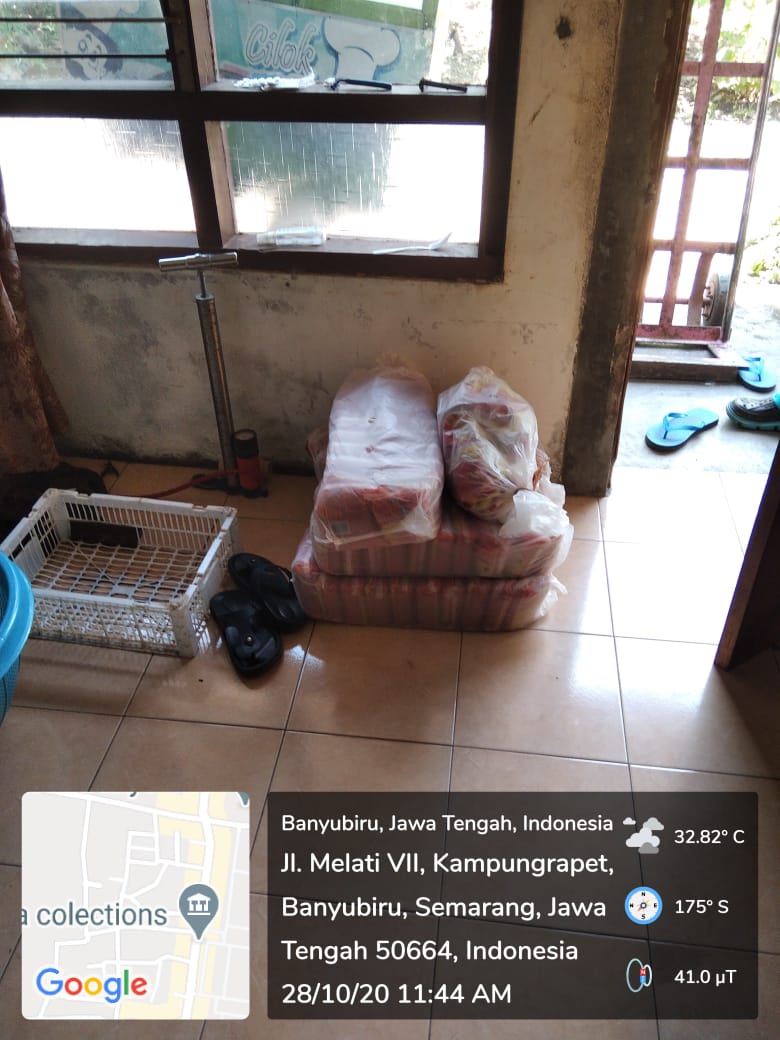 Cilok
a colections
Google
Banyubiru, Jawa Tengah, Indonesia
Jl. Melati VII, Kampungrapet,
Banyubiru, Semarang, Jawa
Tengah 50664, Indonesia
28/10/20 11:44 AM
32.82° C
175° S
41.0 µT